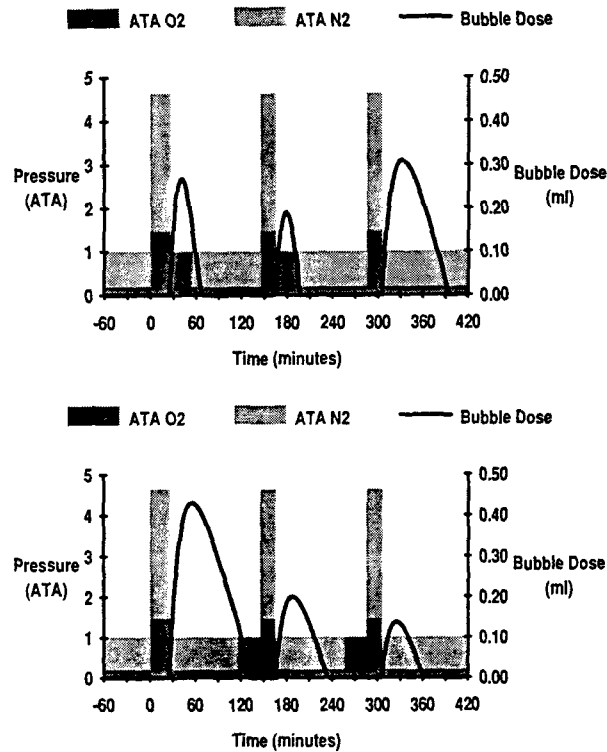 ATA O2 ATA N2 Bubble Dose
5 0.50
4 0.40
Pressure (ATA) 3 0.30 Bubble Dose (ml)
2 0.20
1 0.10
0 0.00
-60 0 60 120 180 240 300 360 420
Time (minutes)
ATA O2 ATA N2 Bubble Dose
5 0.50
4 0.40
Pressure (ATA) 3 0.30 Bubble Dose (ml)
2 0.20
1 0.10
0 0.00
-60 0 60 120 180 240 300 360 420
Time (minutes)